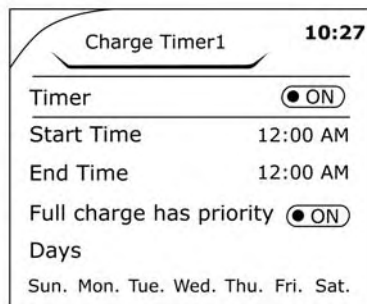 Charge Timer1 10:27
Timer ON
Start Time 12:00 AM
End Time 12:00 AM
Full charge has priority ON
Days
Sun. Mon. Tue. Wed. Thu. Fri. Sat.